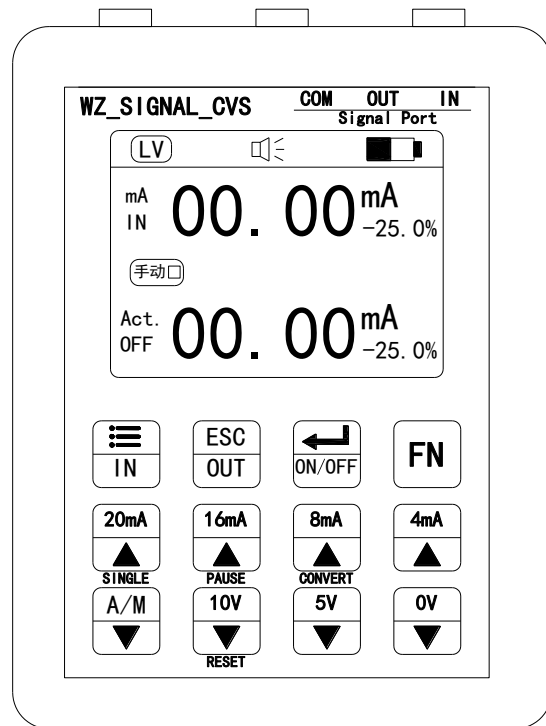 WZ_SIGNAL_CVS
COM OUT IN
Signal Port
LV
mA
IN
00.00
mA
-25.0%
手动
Act.
OFF
00.00
mA
-25.0%
IN
ESC
OUT
ON/OFF
FN
20mA 16mA 8mA 4mA
SINGLE PAUSE CONVERT
A/M 10V 5V 0V
RESET